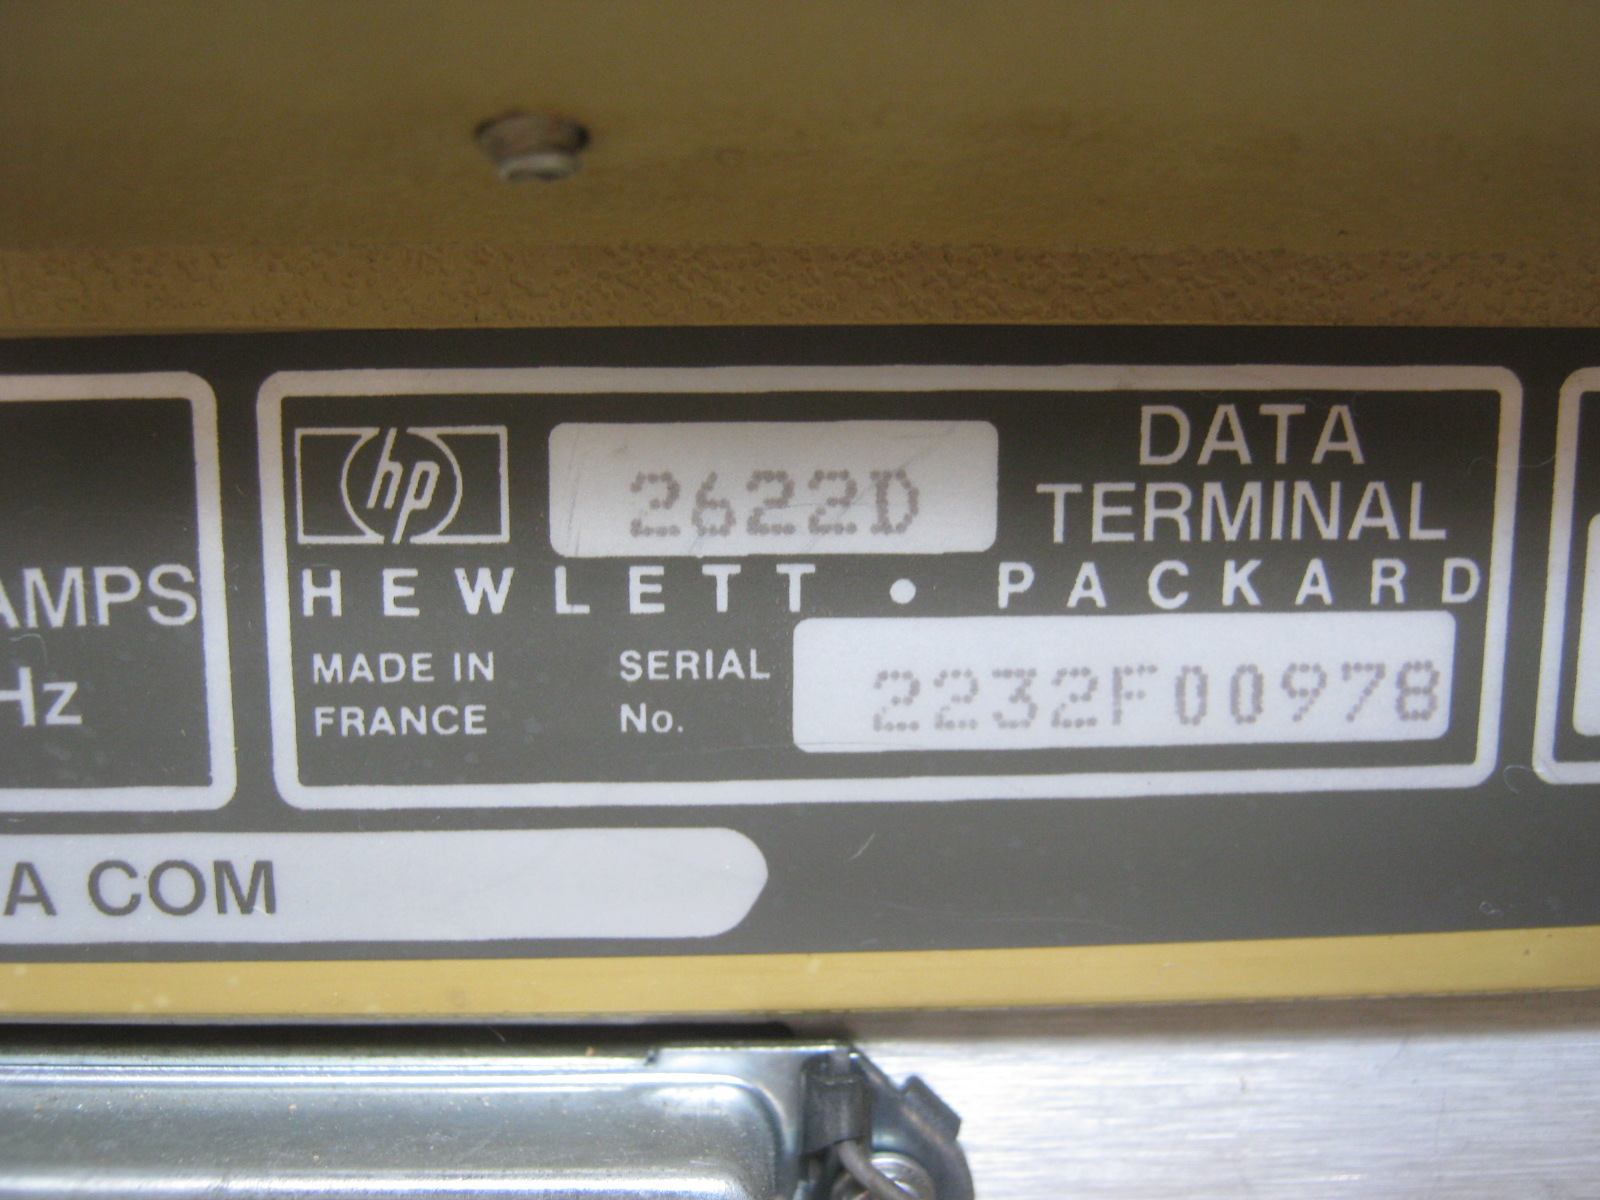 AMPS
Hz
hp
2622D
DATA
TERMINAL
HEWLETT • PACKARD
MADE IN
FRANCE
SERIAL
No.
2232F00978
A COM